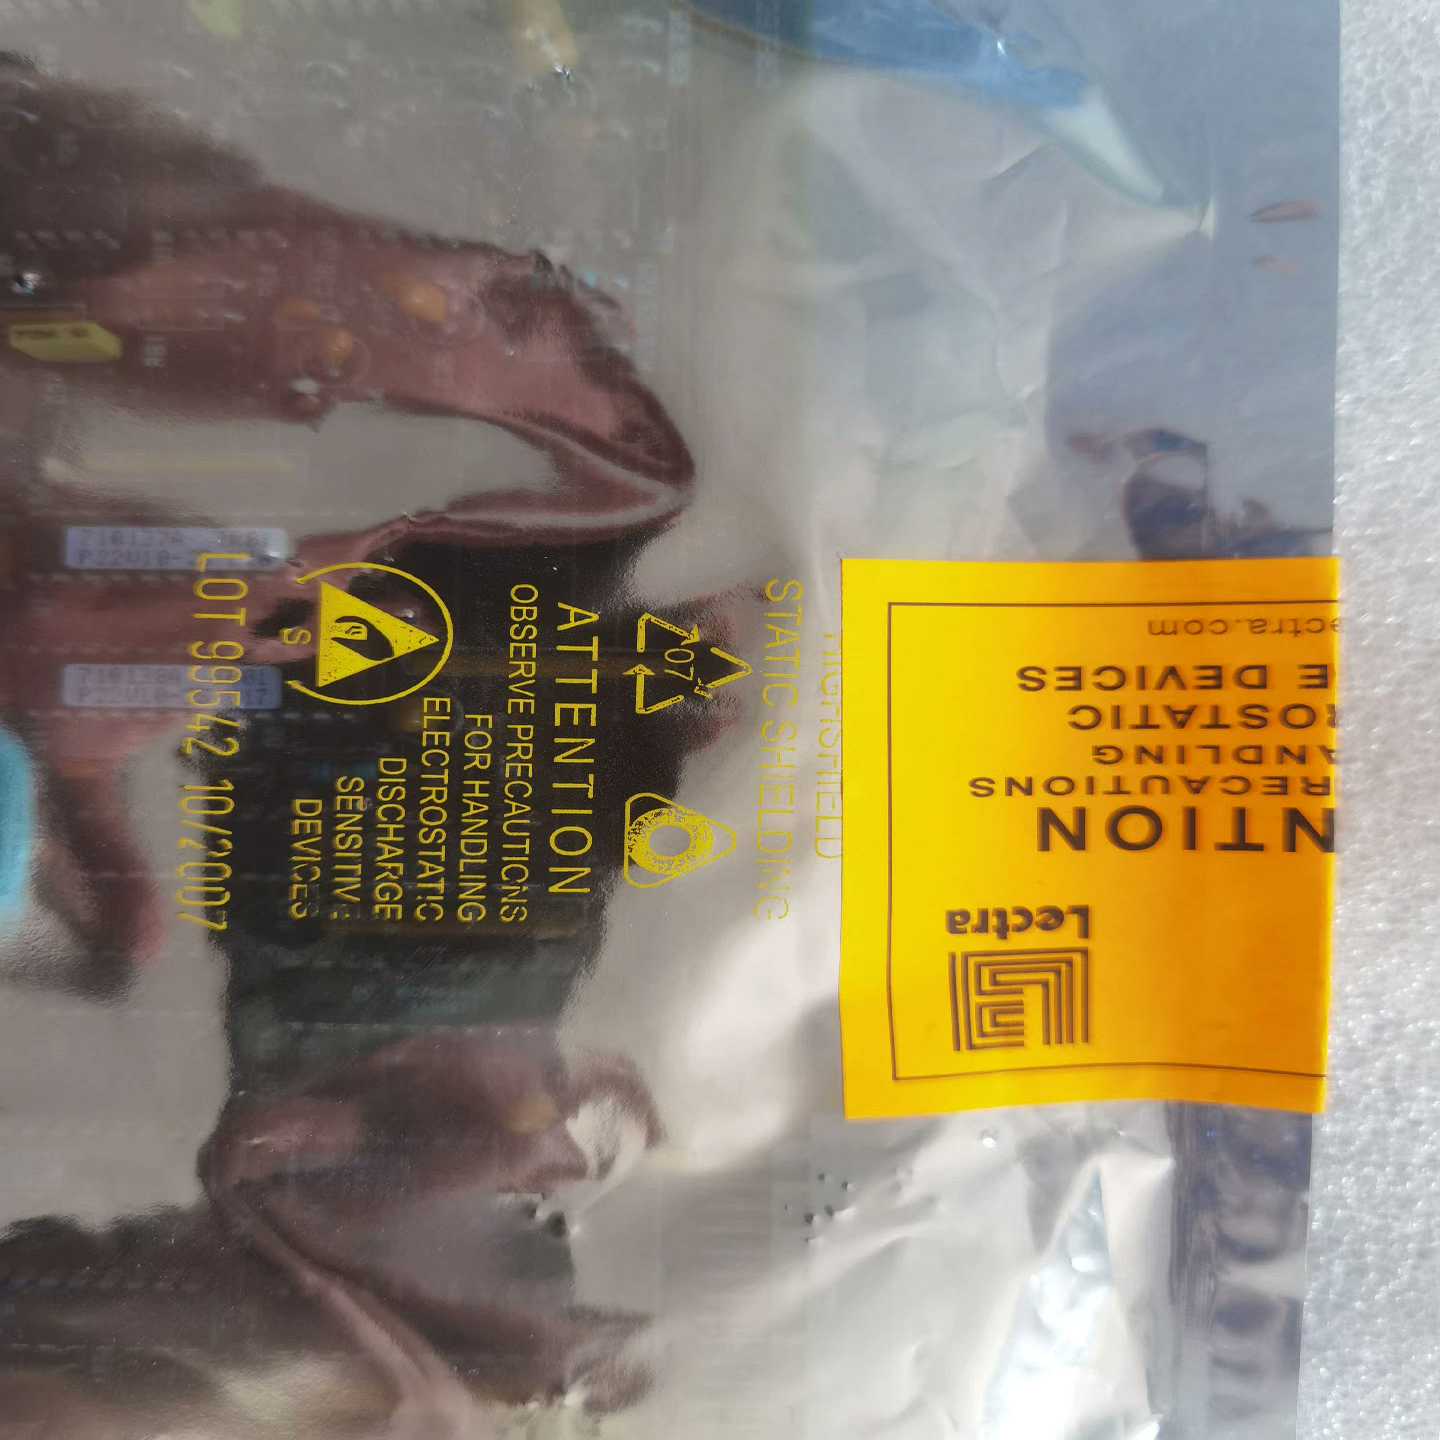 HIGHSFIELD
STATIC SHIELDING
07
ATTENTION
OBSERVE PRECAUTIONS
FOR HANDLING
ELECTROSTATIC
DISCHARGE
SENSITIVE
DEVICES
S
LOT 99542 10/2007
Lectra
NTION
RECAUTIONS
ANDLING
ROSTATIC
E DEVICES
ectra.com